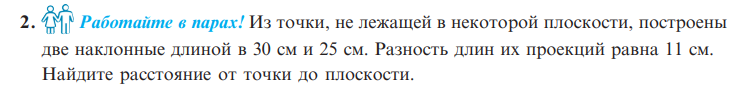 2. Работайте в парах! Из точки, не лежащей в некоторой плоскости, построены
две наклонные длиной в 30 см и 25 см. Разность длин их проекций равна 11 см.
Найдите расстояние от точки до плоскости.